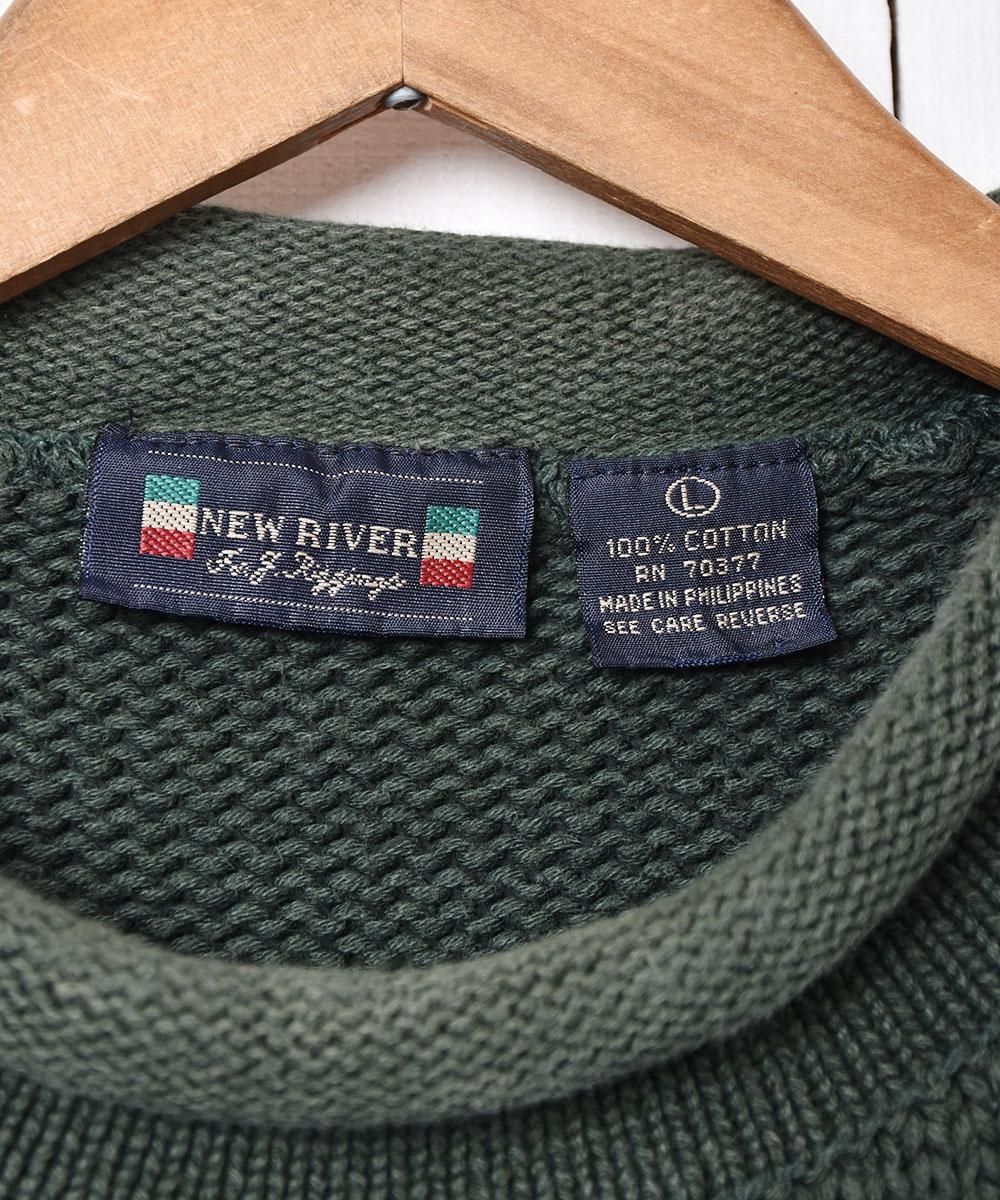 NEW RIVER
L
100% COTTON
RN 70377
MADE IN PHILIPPINES
SEE CARE REVERSE